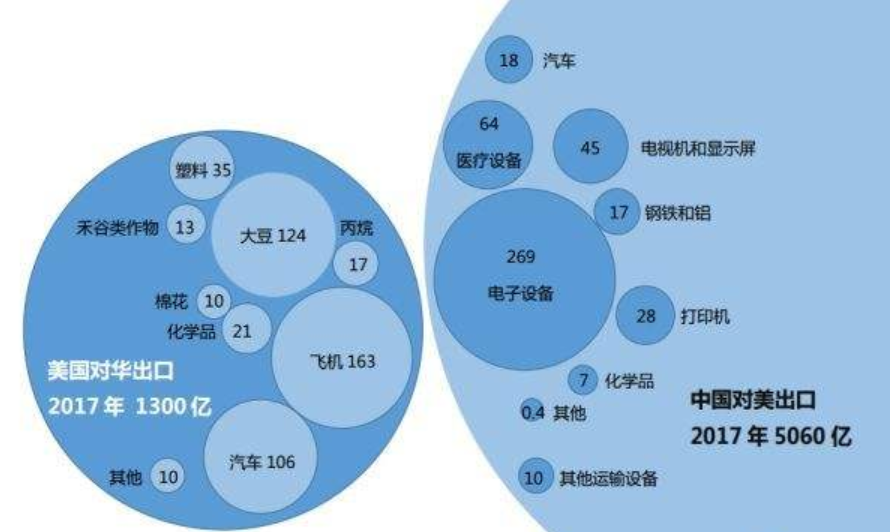 塑料 35
禾谷类作物 13
大豆 124
丙烷
17
棉花 10
化学品 21
飞机 163
美国对华出口
2017 年 1300 亿
汽车 106
其他 10
18 汽车
64
医疗设备
45 电视机和显示屏
17 钢铁和铝
269
电子设备
28 打印机
7 化学品
0.4 其他
中国对美出口
2017 年 5060 亿
10 其他运输设备